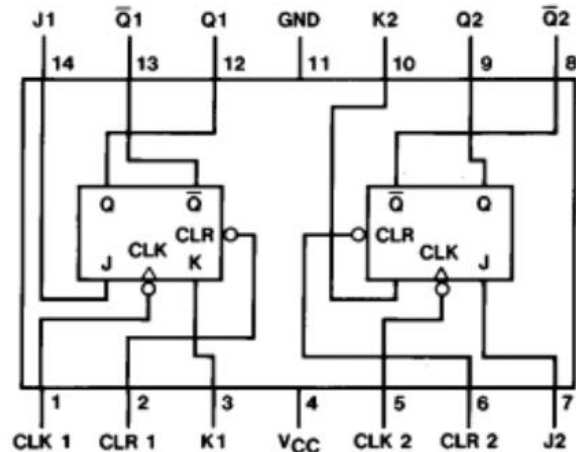 J1 Q̅1 Q1 GND K2 Q2 Q̅2
14 13 12 11 10 9 8
Q Q̅ Q̅ Q
CLR CLR
CLK CLK
J K J
1 2 3 4 5 6 7
CLK 1 CLR 1 K1 VCC CLK 2 CLR 2 J2